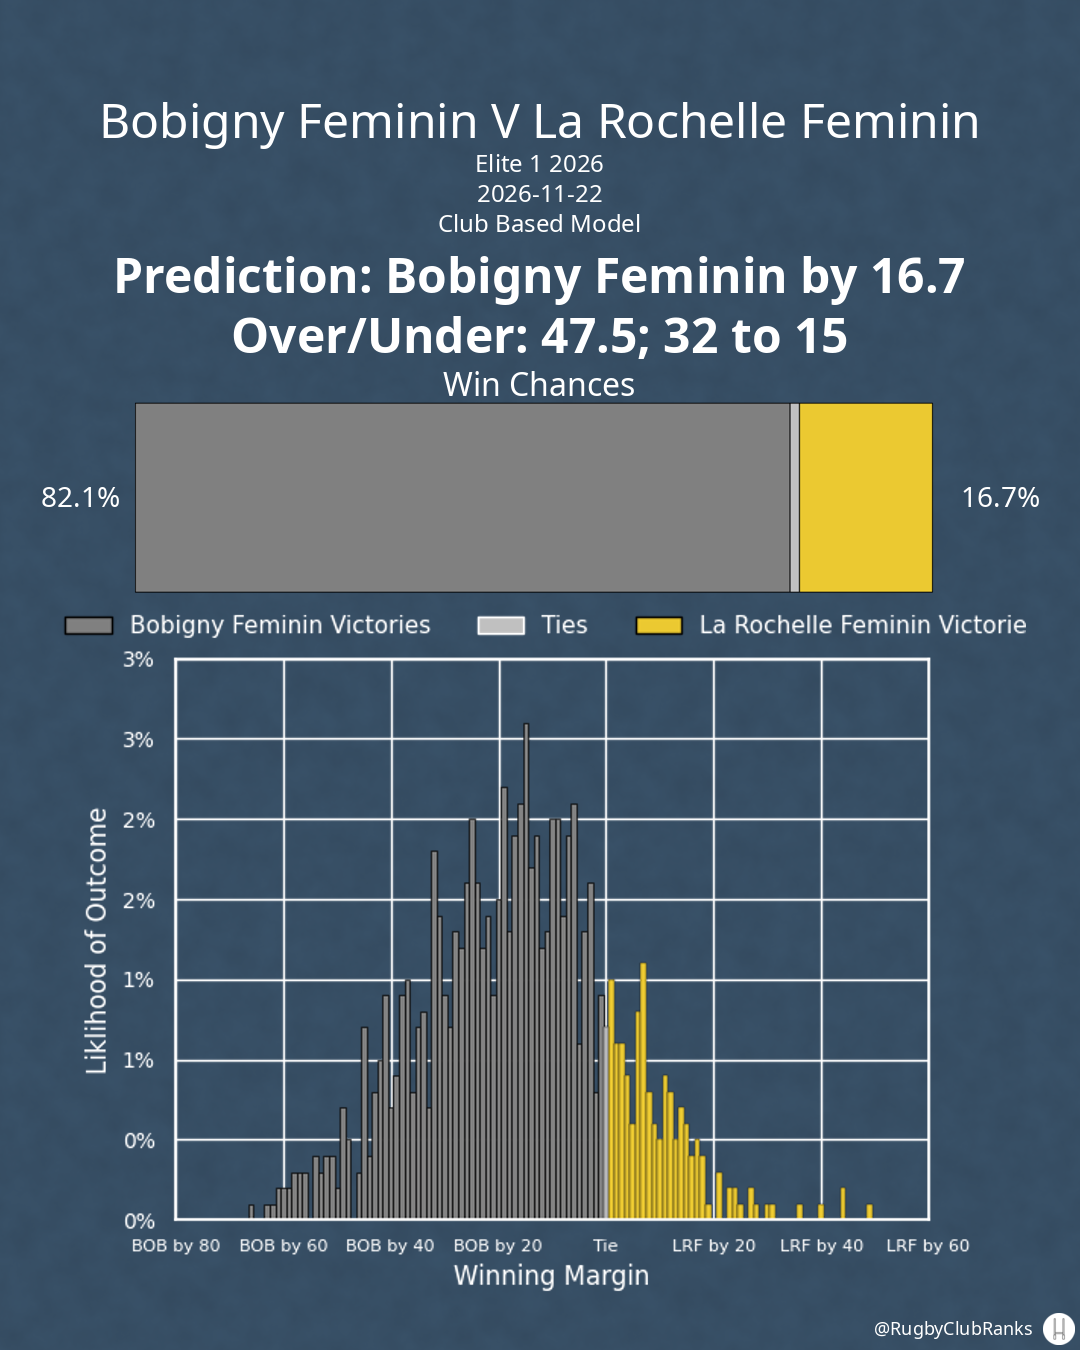 Bobigny Feminin V La Rochelle Feminin
Elite 1 2026
2026-11-22
Club Based Model
Prediction: Bobigny Feminin by 16.7
Over/Under: 47.5; 32 to 15
Win Chances
82.1%
16.7%
Bobigny Feminin Victories
Ties
La Rochelle Feminin Victorie
3%
3%
2%
2%
1%
1%
0%
0%
Liklihood of Outcome
BOB by 80
BOB by 60
BOB by 40
BOB by 20
Tie
LRF by 20
LRF by 40
LRF by 60
Winning Margin
@RugbyClubRanks